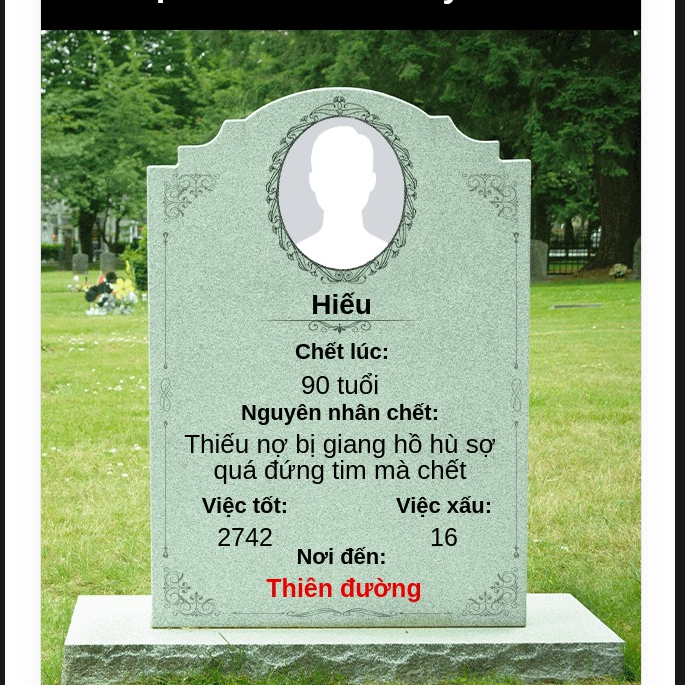 Hiếu
Chết lúc:
90 tuổi
Nguyên nhân chết:
Thiếu nợ bị giang hồ hù sợ
quá đứng tim mà chết
Việc tốt: Việc xấu:
2742 16
Nơi đến:
Thiên đường